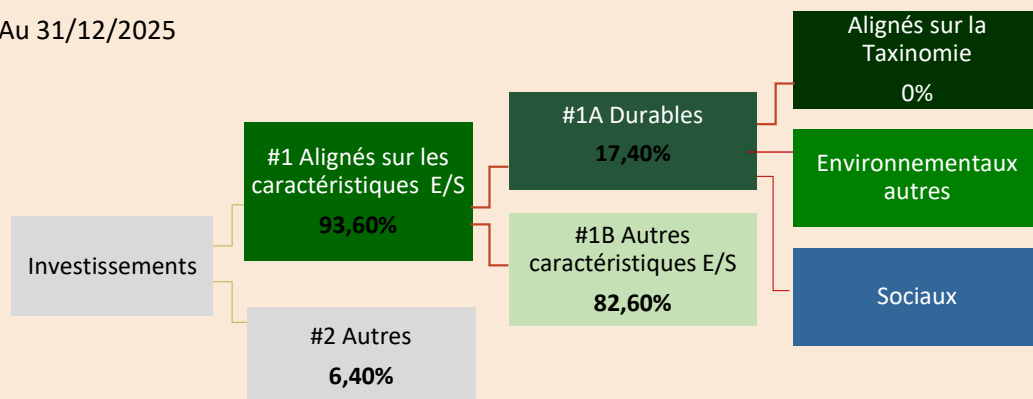 Au 31/12/2025
Investissements
#1 Alignés sur les
caractéristiques E/S
93,60%
#2 Autres
6,40%
#1A Durables
17,40%
#1B Autres
caractéristiques E/S
82,60%
Alignés sur la
Taxinomie
0%
Environnementaux
autres
Sociaux